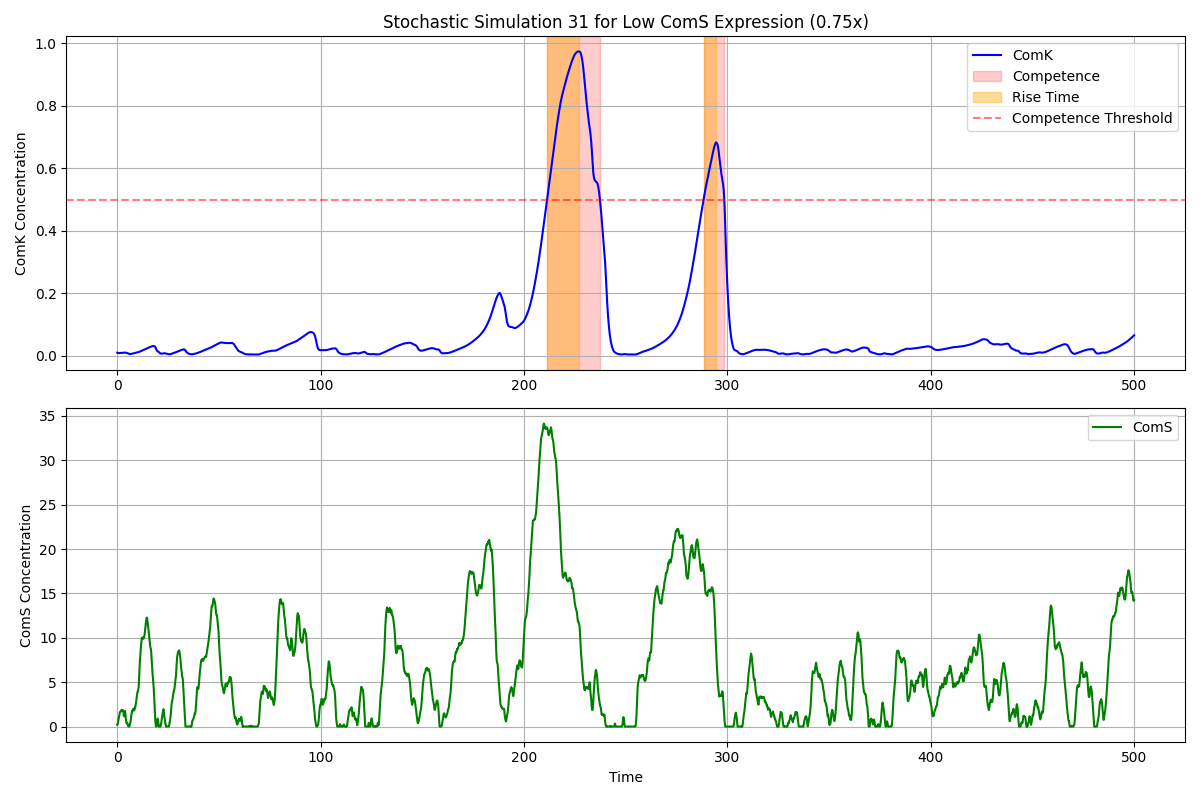 Stochastic Simulation 31 for Low ComS Expression (0.75x)
1.0
0.8
0.6
0.4
0.2
0.0
ComK Concentration
ComK
Competence
Rise Time
Competence Threshold
0 100 200 300 400 500
35
30
25
20
15
10
5
0
ComS Concentration
ComS
0 100 200 300 400 500
Time